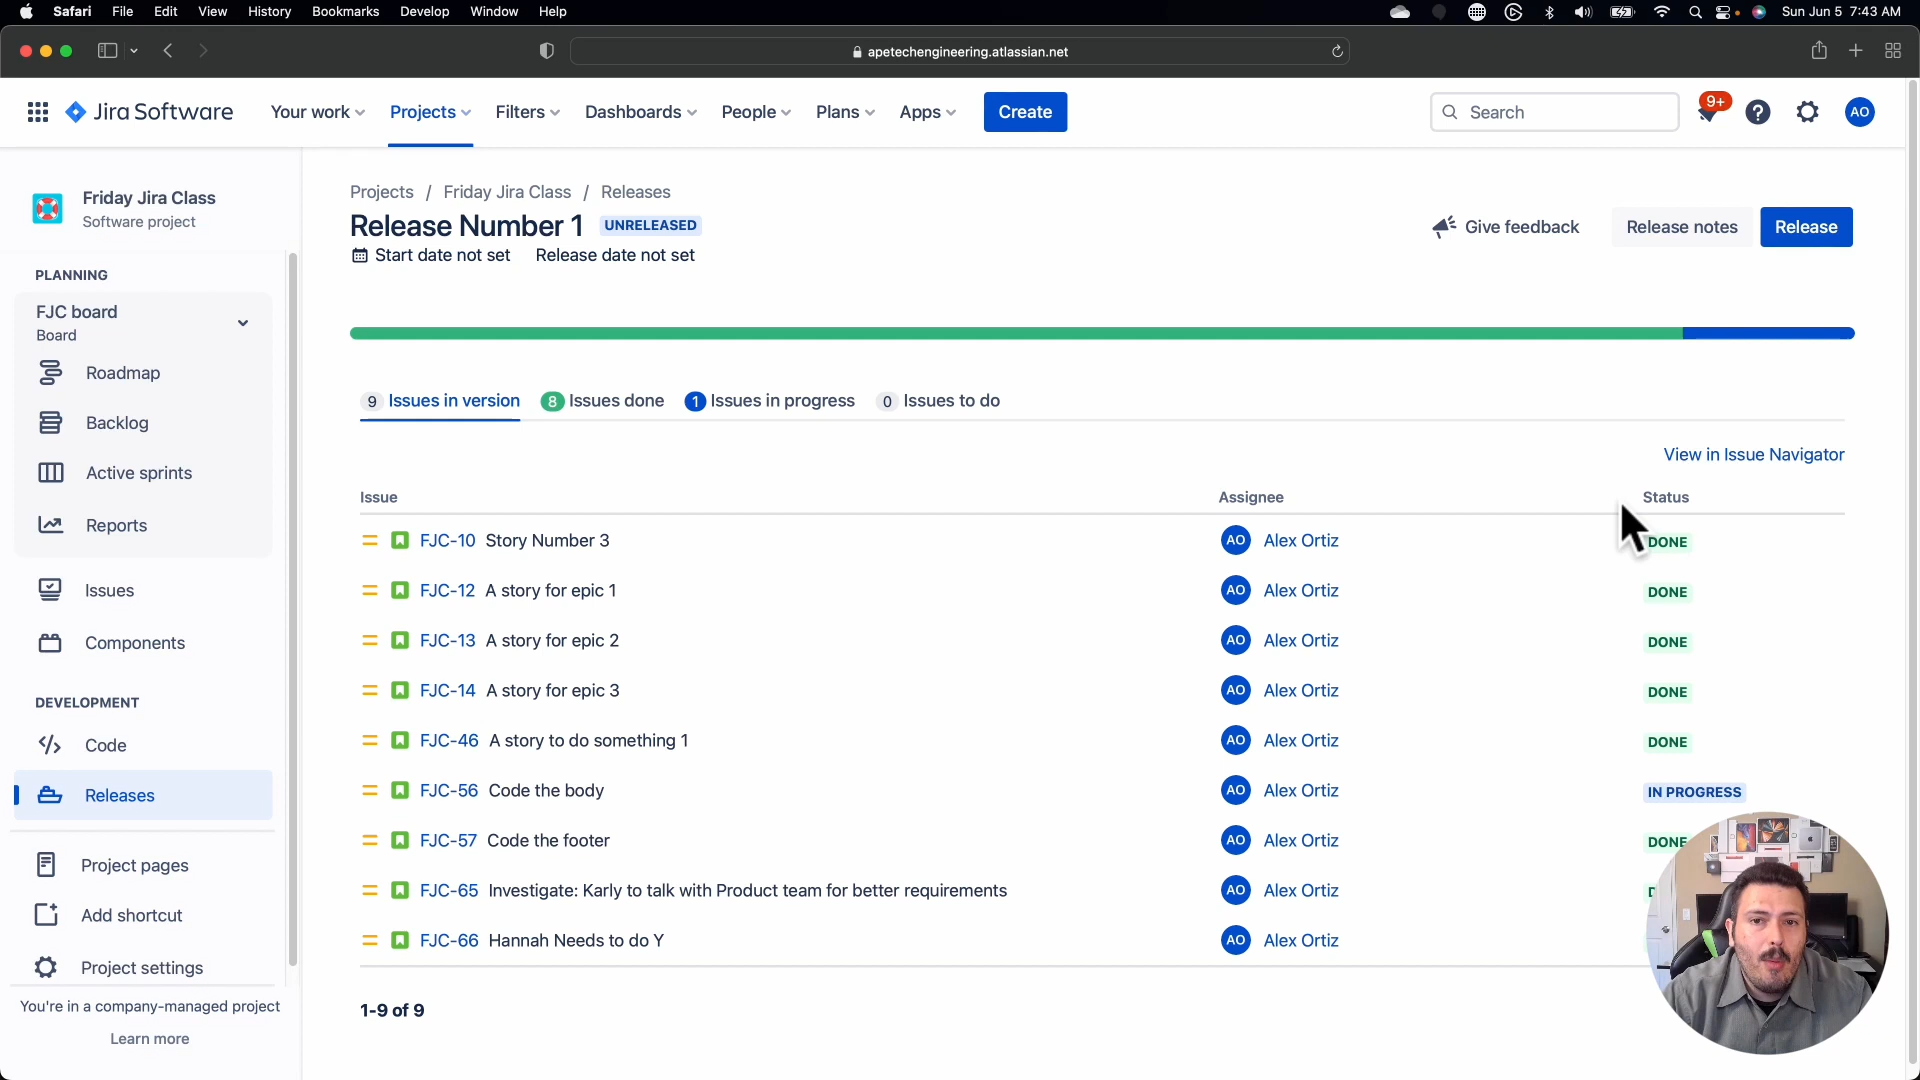 Safari File Edit View History Bookmarks Develop Window Help Sun Jun 5 7:43 AM
apetechengineering.atlassian.net
Jira Software Your work Projects Filters Dashboards People Plans Apps Create Search 9+ AO
Friday Jira Class
Software project
PLANNING
FJC board
Board
Roadmap
Backlog
Active sprints
Reports
Issues
Components
DEVELOPMENT
Code
Releases
Project pages
Add shortcut
Project settings
You're in a company-managed project
Learn more
Projects / Friday Jira Class / Releases
Release Number 1 UNRELEASED
Give feedback Release notes Release
Start date not set Release date not set
9 Issues in version 8 Issues done 1 Issues in progress 0 Issues to do
View in Issue Navigator
Issue Assignee Status
FJC-10 Story Number 3 AO Alex Ortiz DONE
FJC-12 A story for epic 1 AO Alex Ortiz DONE
FJC-13 A story for epic 2 AO Alex Ortiz DONE
FJC-14 A story for epic 3 AO Alex Ortiz DONE
FJC-46 A story to do something 1 AO Alex Ortiz DONE
FJC-56 Code the body AO Alex Ortiz IN PROGRESS
FJC-57 Code the footer AO Alex Ortiz DONE
FJC-65 Investigate: Karly to talk with Product team for better requirements AO Alex Ortiz
FJC-66 Hannah Needs to do Y AO Alex Ortiz
1-9 of 9